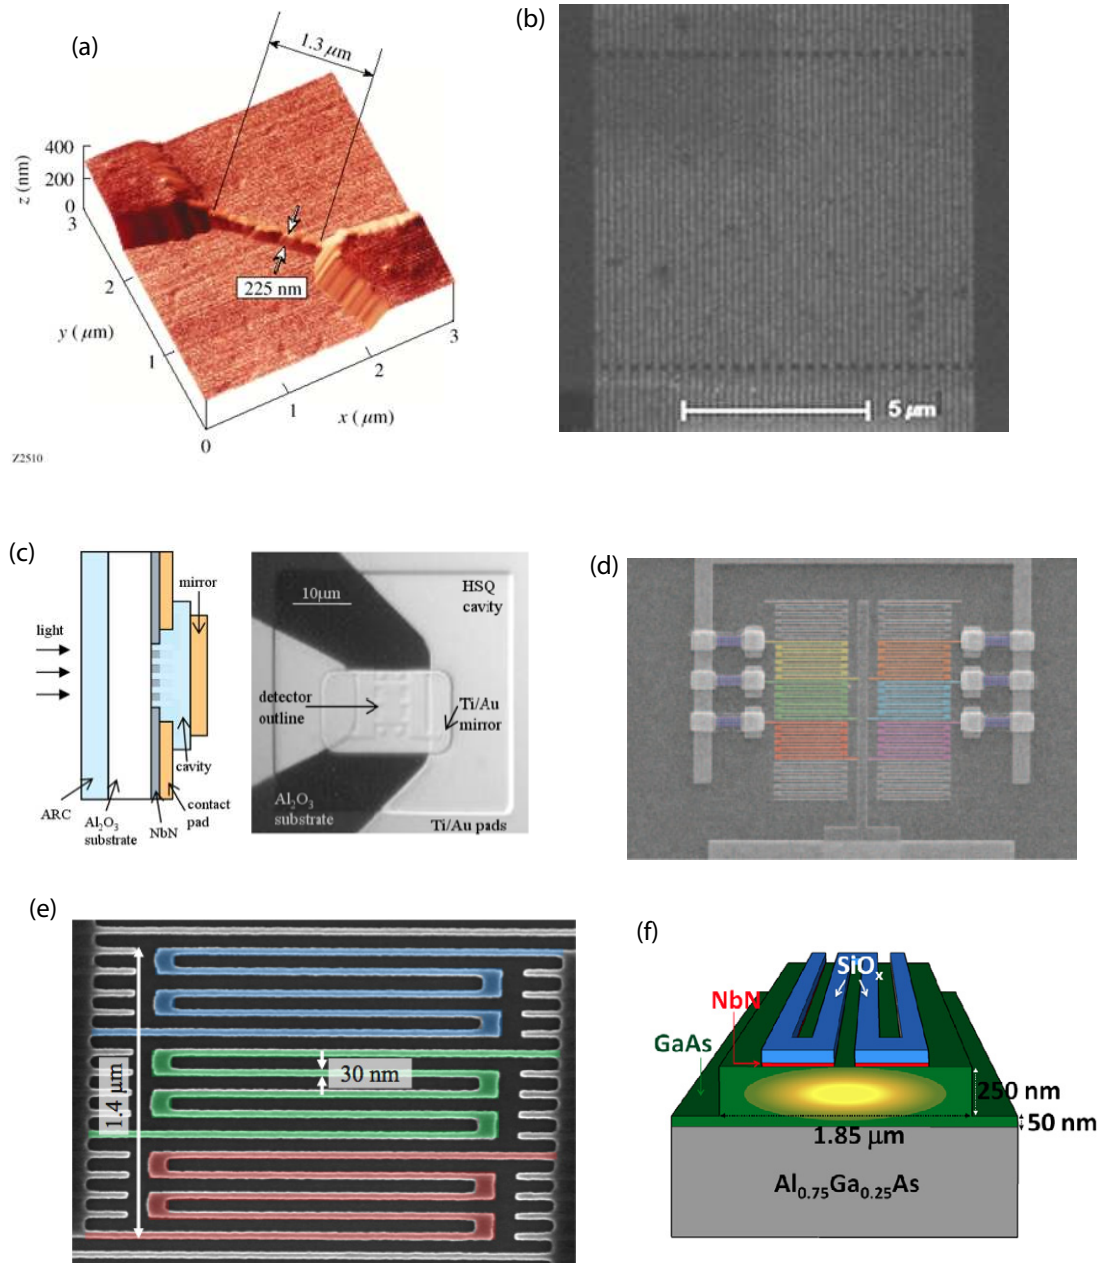 (a)
1.3 μm
z (nm)
400
200
0
3
2
1
y (μm)
225 nm
0
1
2
3
x (μm)
Z2510
(b)
5 μm
(c)
light
mirror
cavity
contact
pad
NbN
Al₂O₃
substrate
ARC
10μm
HSQ
cavity
detector
outline
Ti/Au
mirror
Al₂O₃
substrate
Ti/Au pads
(d)
(e)
1.4 μm
30 nm
(f)
SiOₓ
NbN
GaAs
250 nm
50 nm
1.85 μm
Al₀.₇₅Ga₀.₂₅As